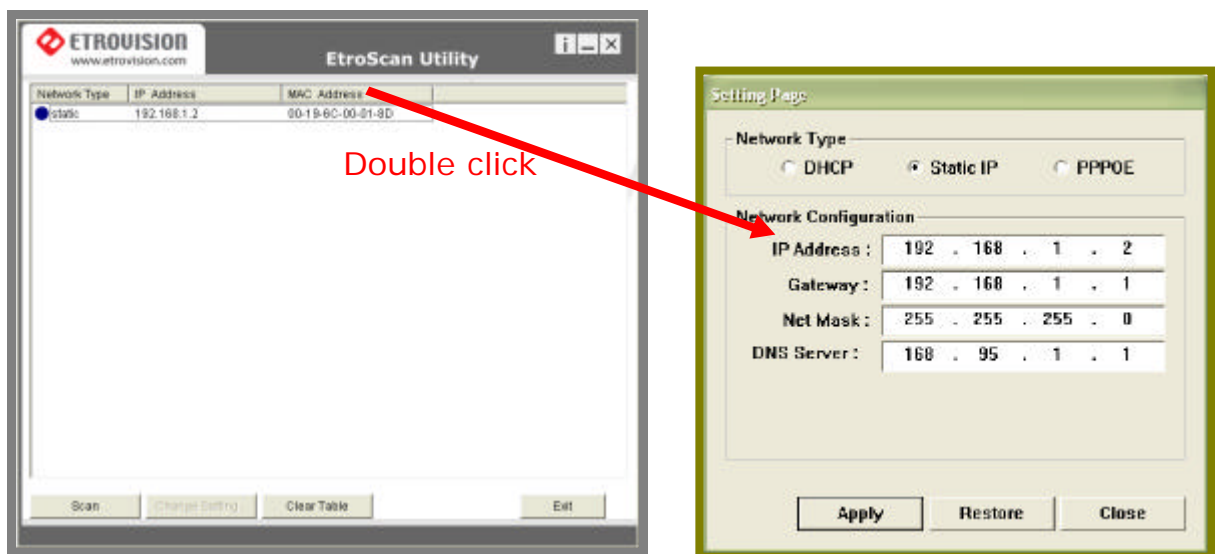 ETROVISION
www.etrovision.com
EtroScan Utility
Network Type IP Address MAC Address
static 192.168.1.2 00-19-6C-00-01-8D
Double click
Scan Change Setting Clear Table Exit
Setting Page
Network Type
DHCP Static IP PPPOE
Network Configuration
IP Address : 192 . 168 . 1 . 2
Gateway : 192 . 168 . 1 . 1
Net Mask : 255 . 255 . 255 . 0
DNS Server : 168 . 95 . 1 . 1
Apply Restore Close